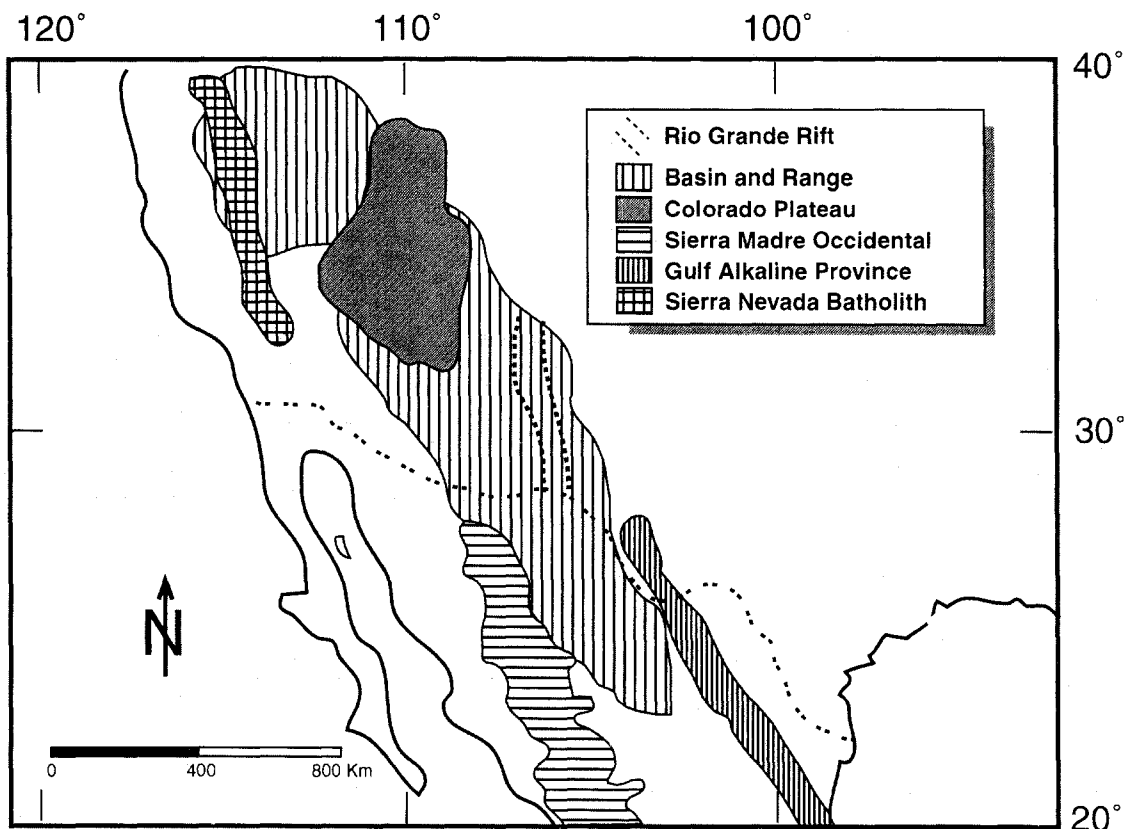 120° 110° 100°
40°
Rio Grande Rift
Basin and Range
Colorado Plateau
Sierra Madre Occidental
Gulf Alkaline Province
Sierra Nevada Batholith
30°
N
0 400 800 Km
20°